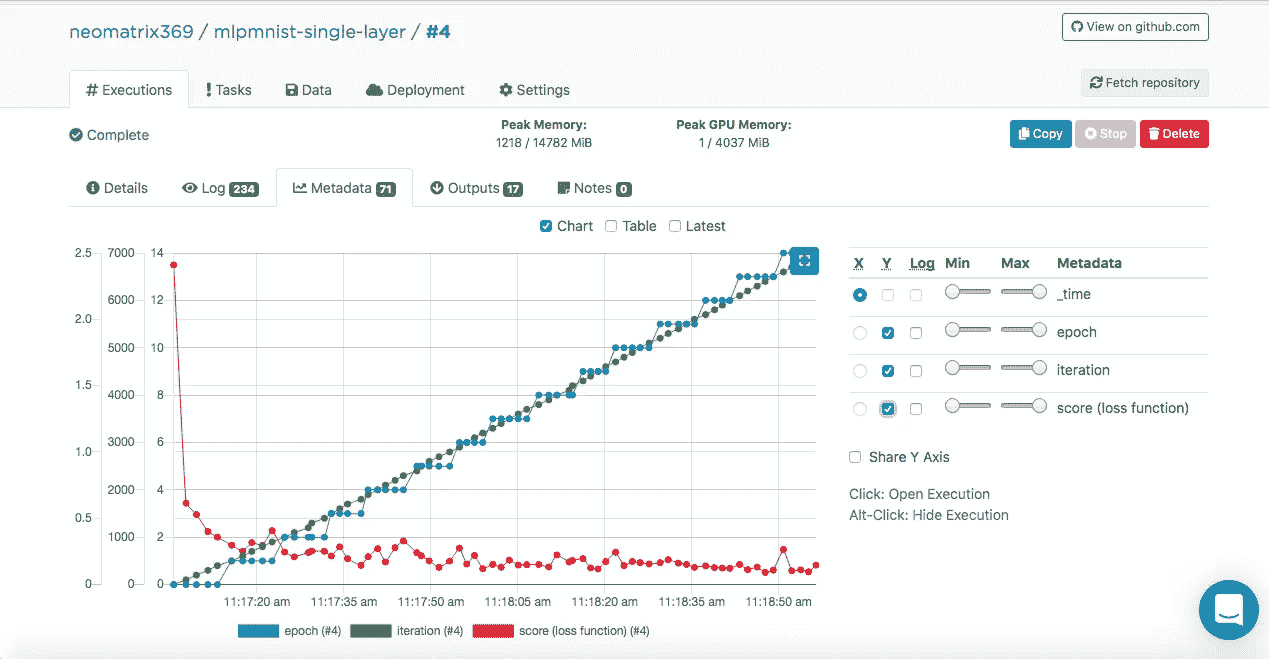 neomatrix369 / mlpmnist-single-layer / #4
View on github.com
# Executions
Tasks
Data
Deployment
Settings
Fetch repository
Complete
Peak Memory:
1218 / 14782 MiB
Peak GPU Memory:
1 / 4037 MiB
Copy
Stop
Delete
Details
Log 234
Metadata 71
Outputs 17
Notes 0
Chart
Table
Latest
2.5 7000 14
6000 12
2.0
5000 10
1.5
4000 8
3000 6
1.0
2000 4
0.5
1000 2
0 0 0
11:17:20 am 11:17:35 am 11:17:50 am 11:18:05 am 11:18:20 am 11:18:35 am 11:18:50 am
epoch (#4) iteration (#4) score (loss function) (#4)
X Y Log Min Max Metadata
_time
epoch
iteration
score (loss function)
Share Y Axis
Click: Open Execution
Alt-Click: Hide Execution